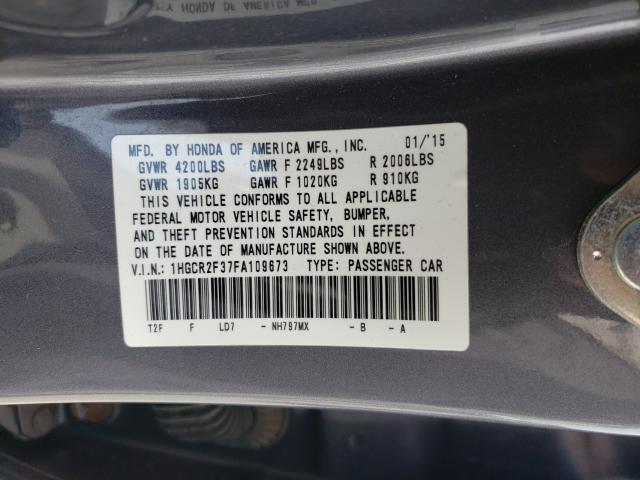 MFD. BY HONDA OF AMERICA MFG., INC. 01/'15
GVWR 4200LBS GAWR F 2249LBS R 2006LBS
GVWR 1905KG GAWR F 1020KG R 910KG
THIS VEHICLE CONFORMS TO ALL APPLICABLE
FEDERAL MOTOR VEHICLE SAFETY, BUMPER,
AND THEFT PREVENTION STANDARDS IN EFFECT
ON THE DATE OF MANUFACTURE SHOWN ABOVE.
V.I.N.: 1HGCR2F37FA109673 TYPE: PASSENGER CAR
T2F F LD7 - NH797MX - B - A